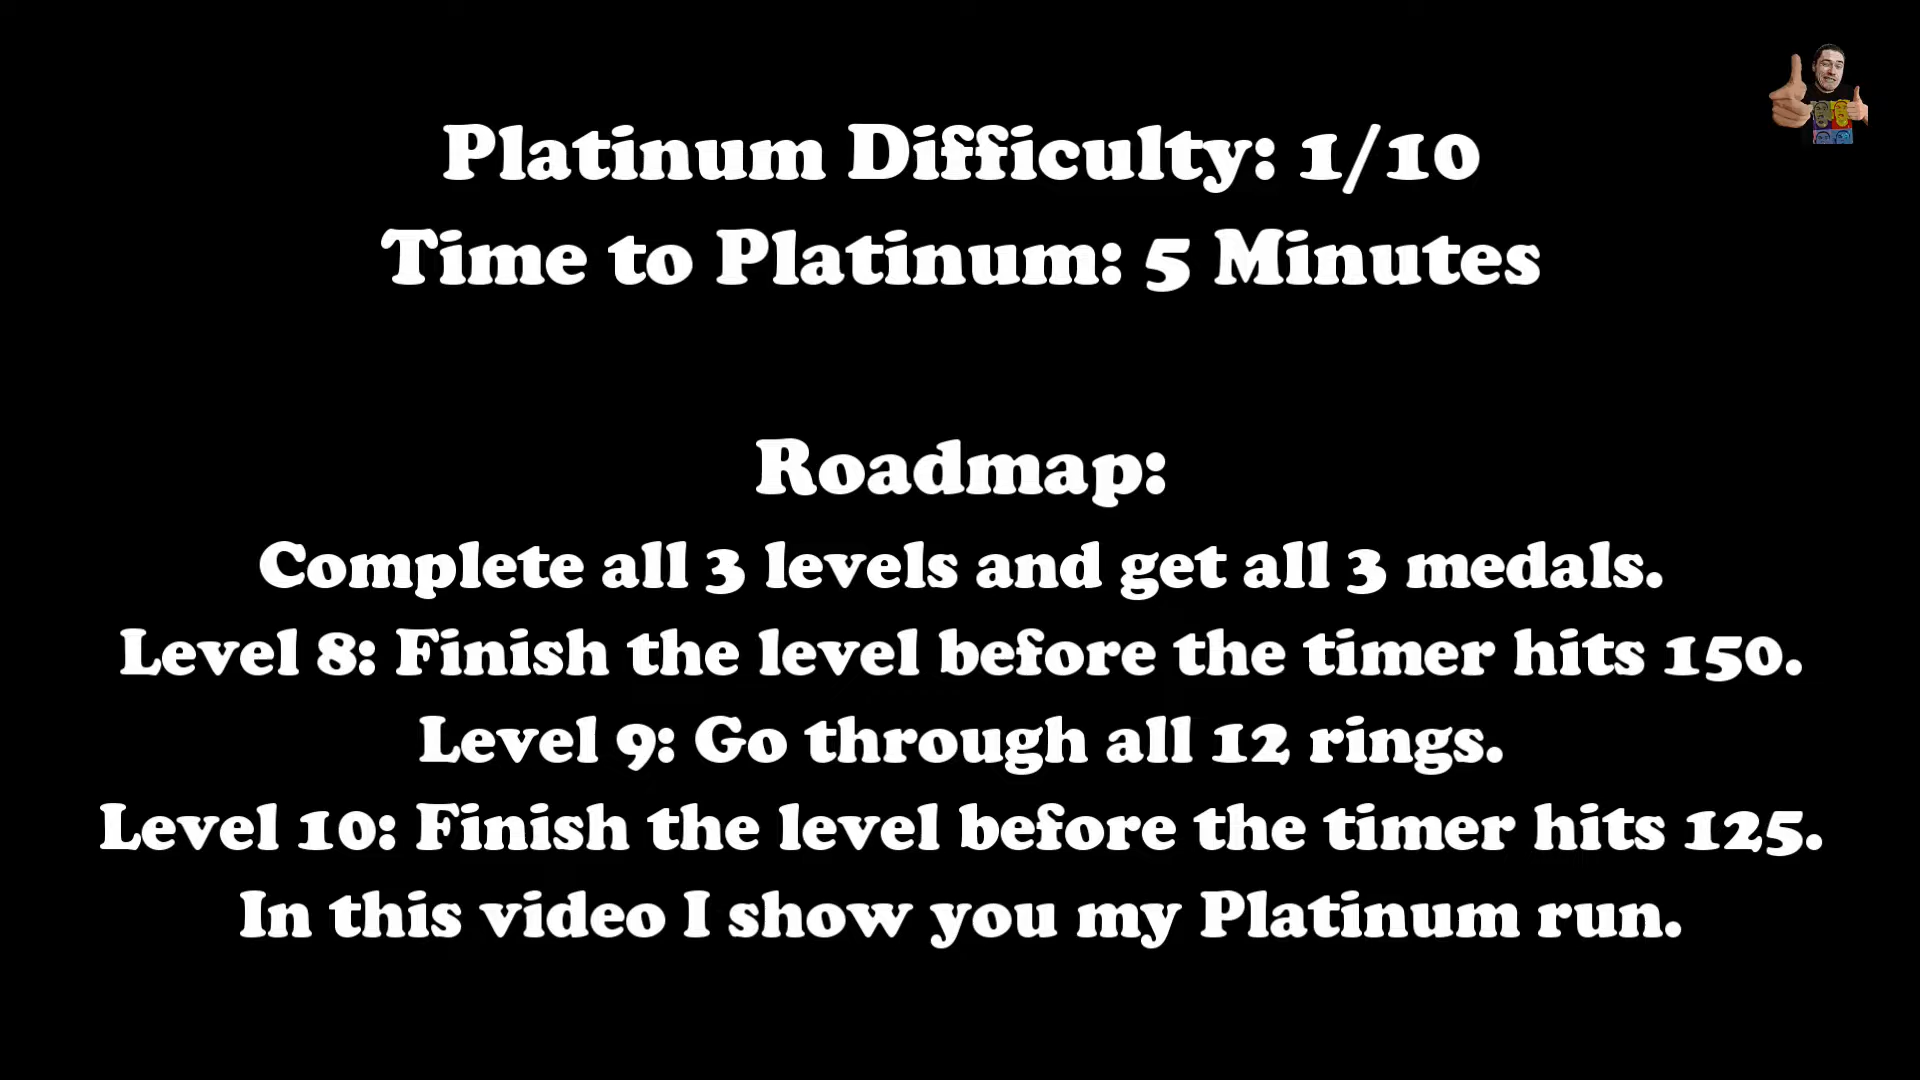 Platinum Difficulty: 1/10
Time to Platinum: 5 Minutes
Roadmap:
Complete all 3 levels and get all 3 medals.
Level 8: Finish the level before the timer hits 150.
Level 9: Go through all 12 rings.
Level 10: Finish the level before the timer hits 125.
In this video I show you my Platinum run.